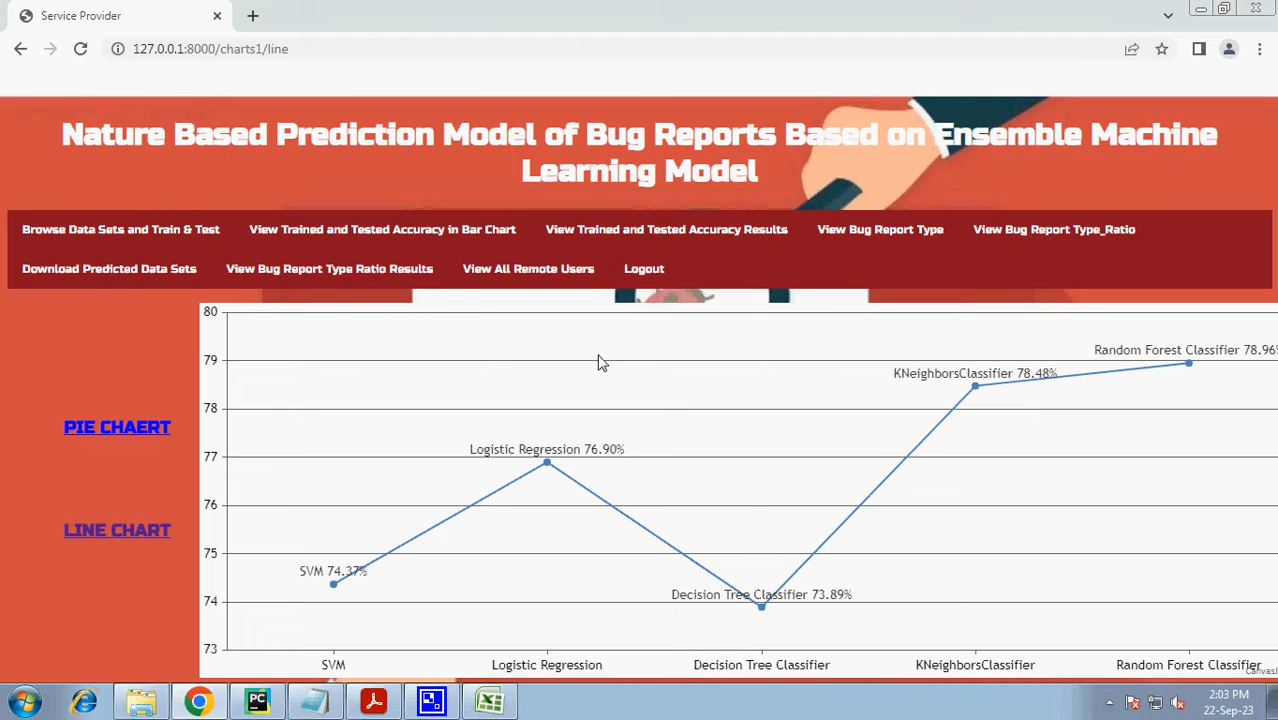 Service Provider
127.0.0.1:8000/charts1/line
Nature Based Prediction Model of Bug Reports Based on Ensemble Machine
Learning Model
Browse Data Sets and Train & Test
View Trained and Tested Accuracy in Bar Chart
View Trained and Tested Accuracy Results
View Bug Report Type
View Bug Report Type_Ratio
Download Predicted Data Sets
View Bug Report Type Ratio Results
View All Remote Users
Logout
PIE CHAERT
LINE CHART
80
79
78
77
76
75
74
73
SVM 74.37%
Logistic Regression 76.90%
Decision Tree Classifier 73.89%
KNeighborsClassifier 78.48%
Random Forest Classifier 78.96%
SVM
Logistic Regression
Decision Tree Classifier
KNeighborsClassifier
Random Forest Classifier
CanvasJ
PC
2:03 PM
22-Sep-23